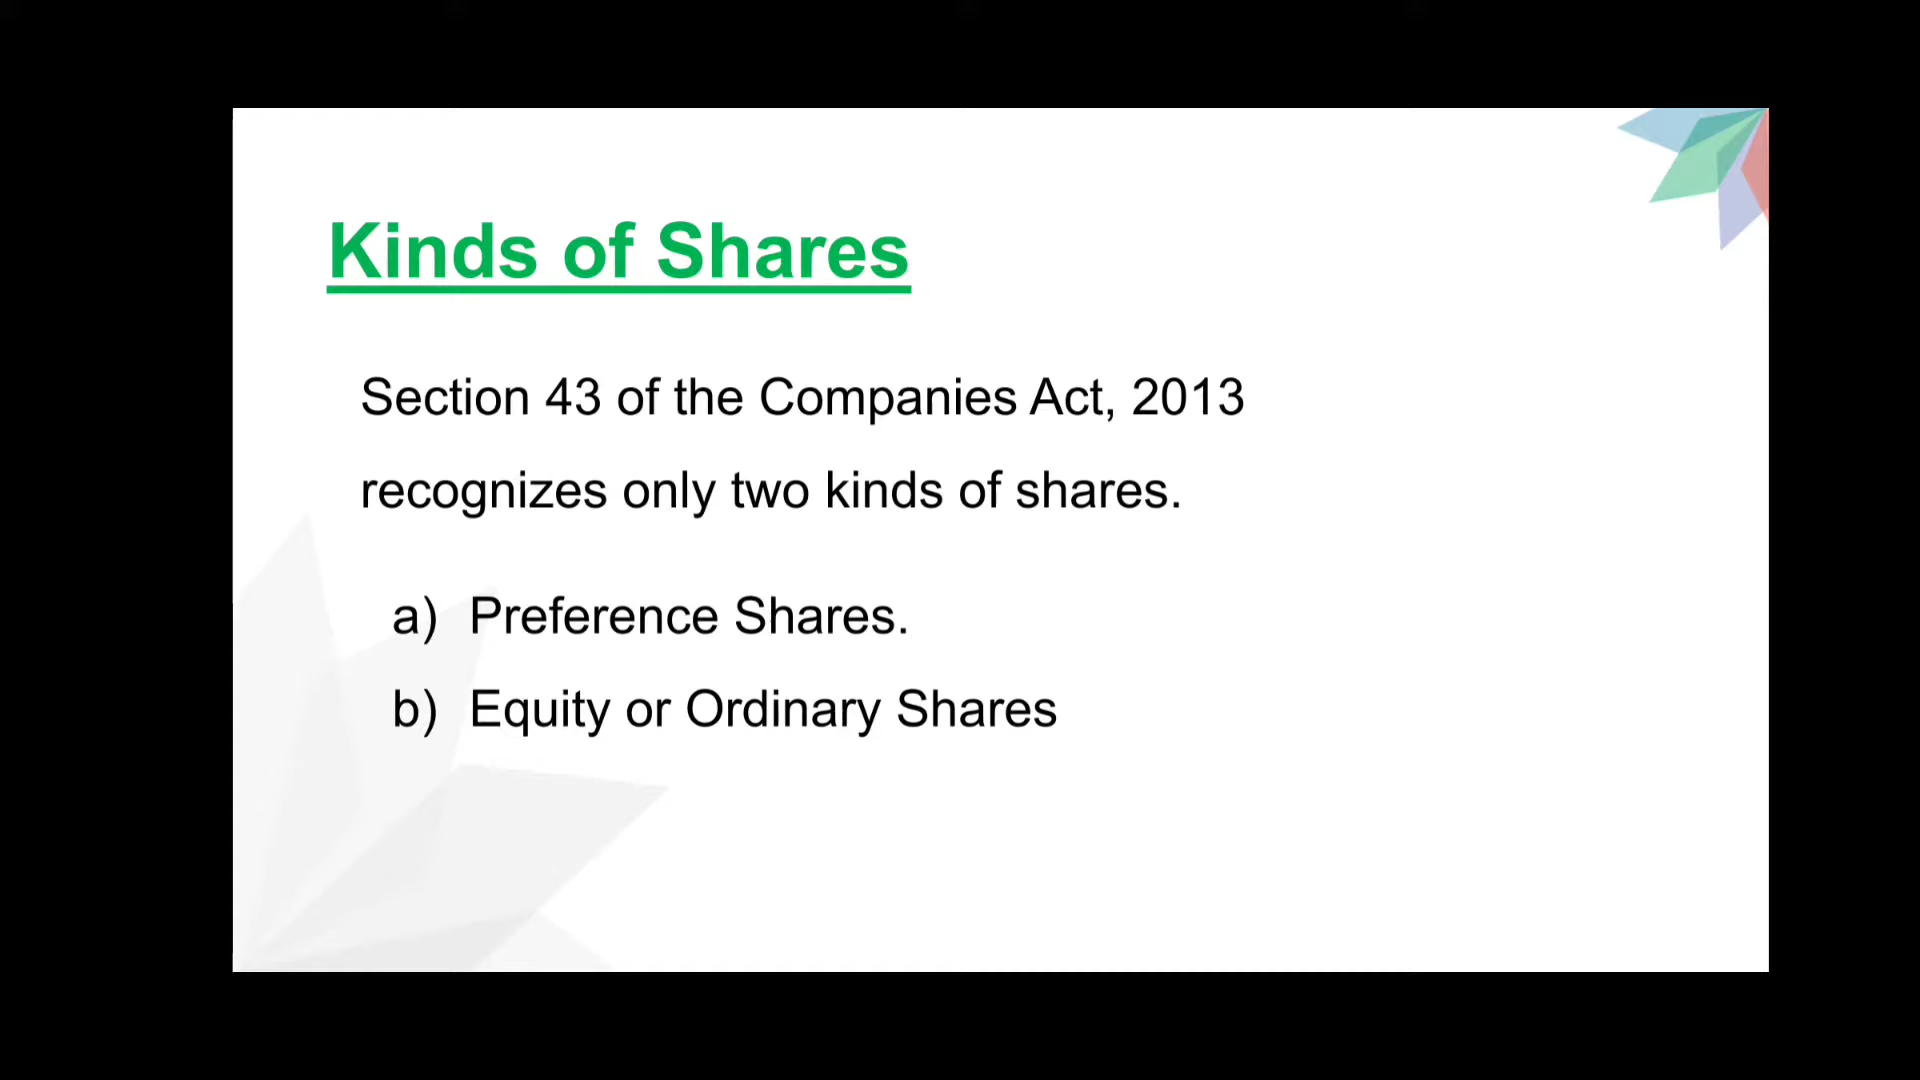 Kinds of Shares
Section 43 of the Companies Act, 2013
recognizes only two kinds of shares.
a) Preference Shares.
b) Equity or Ordinary Shares